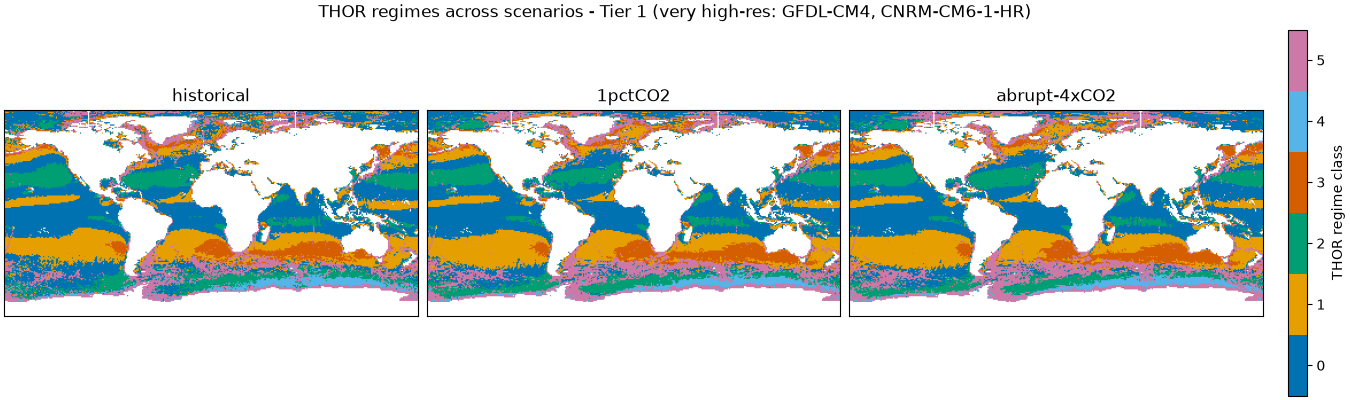 THOR regimes across scenarios - Tier 1 (very high-res: GFDL-CM4, CNRM-CM6-1-HR)
historical
1pctCO2
abrupt-4xCO2
5
4
3
2
1
0
THOR regime class